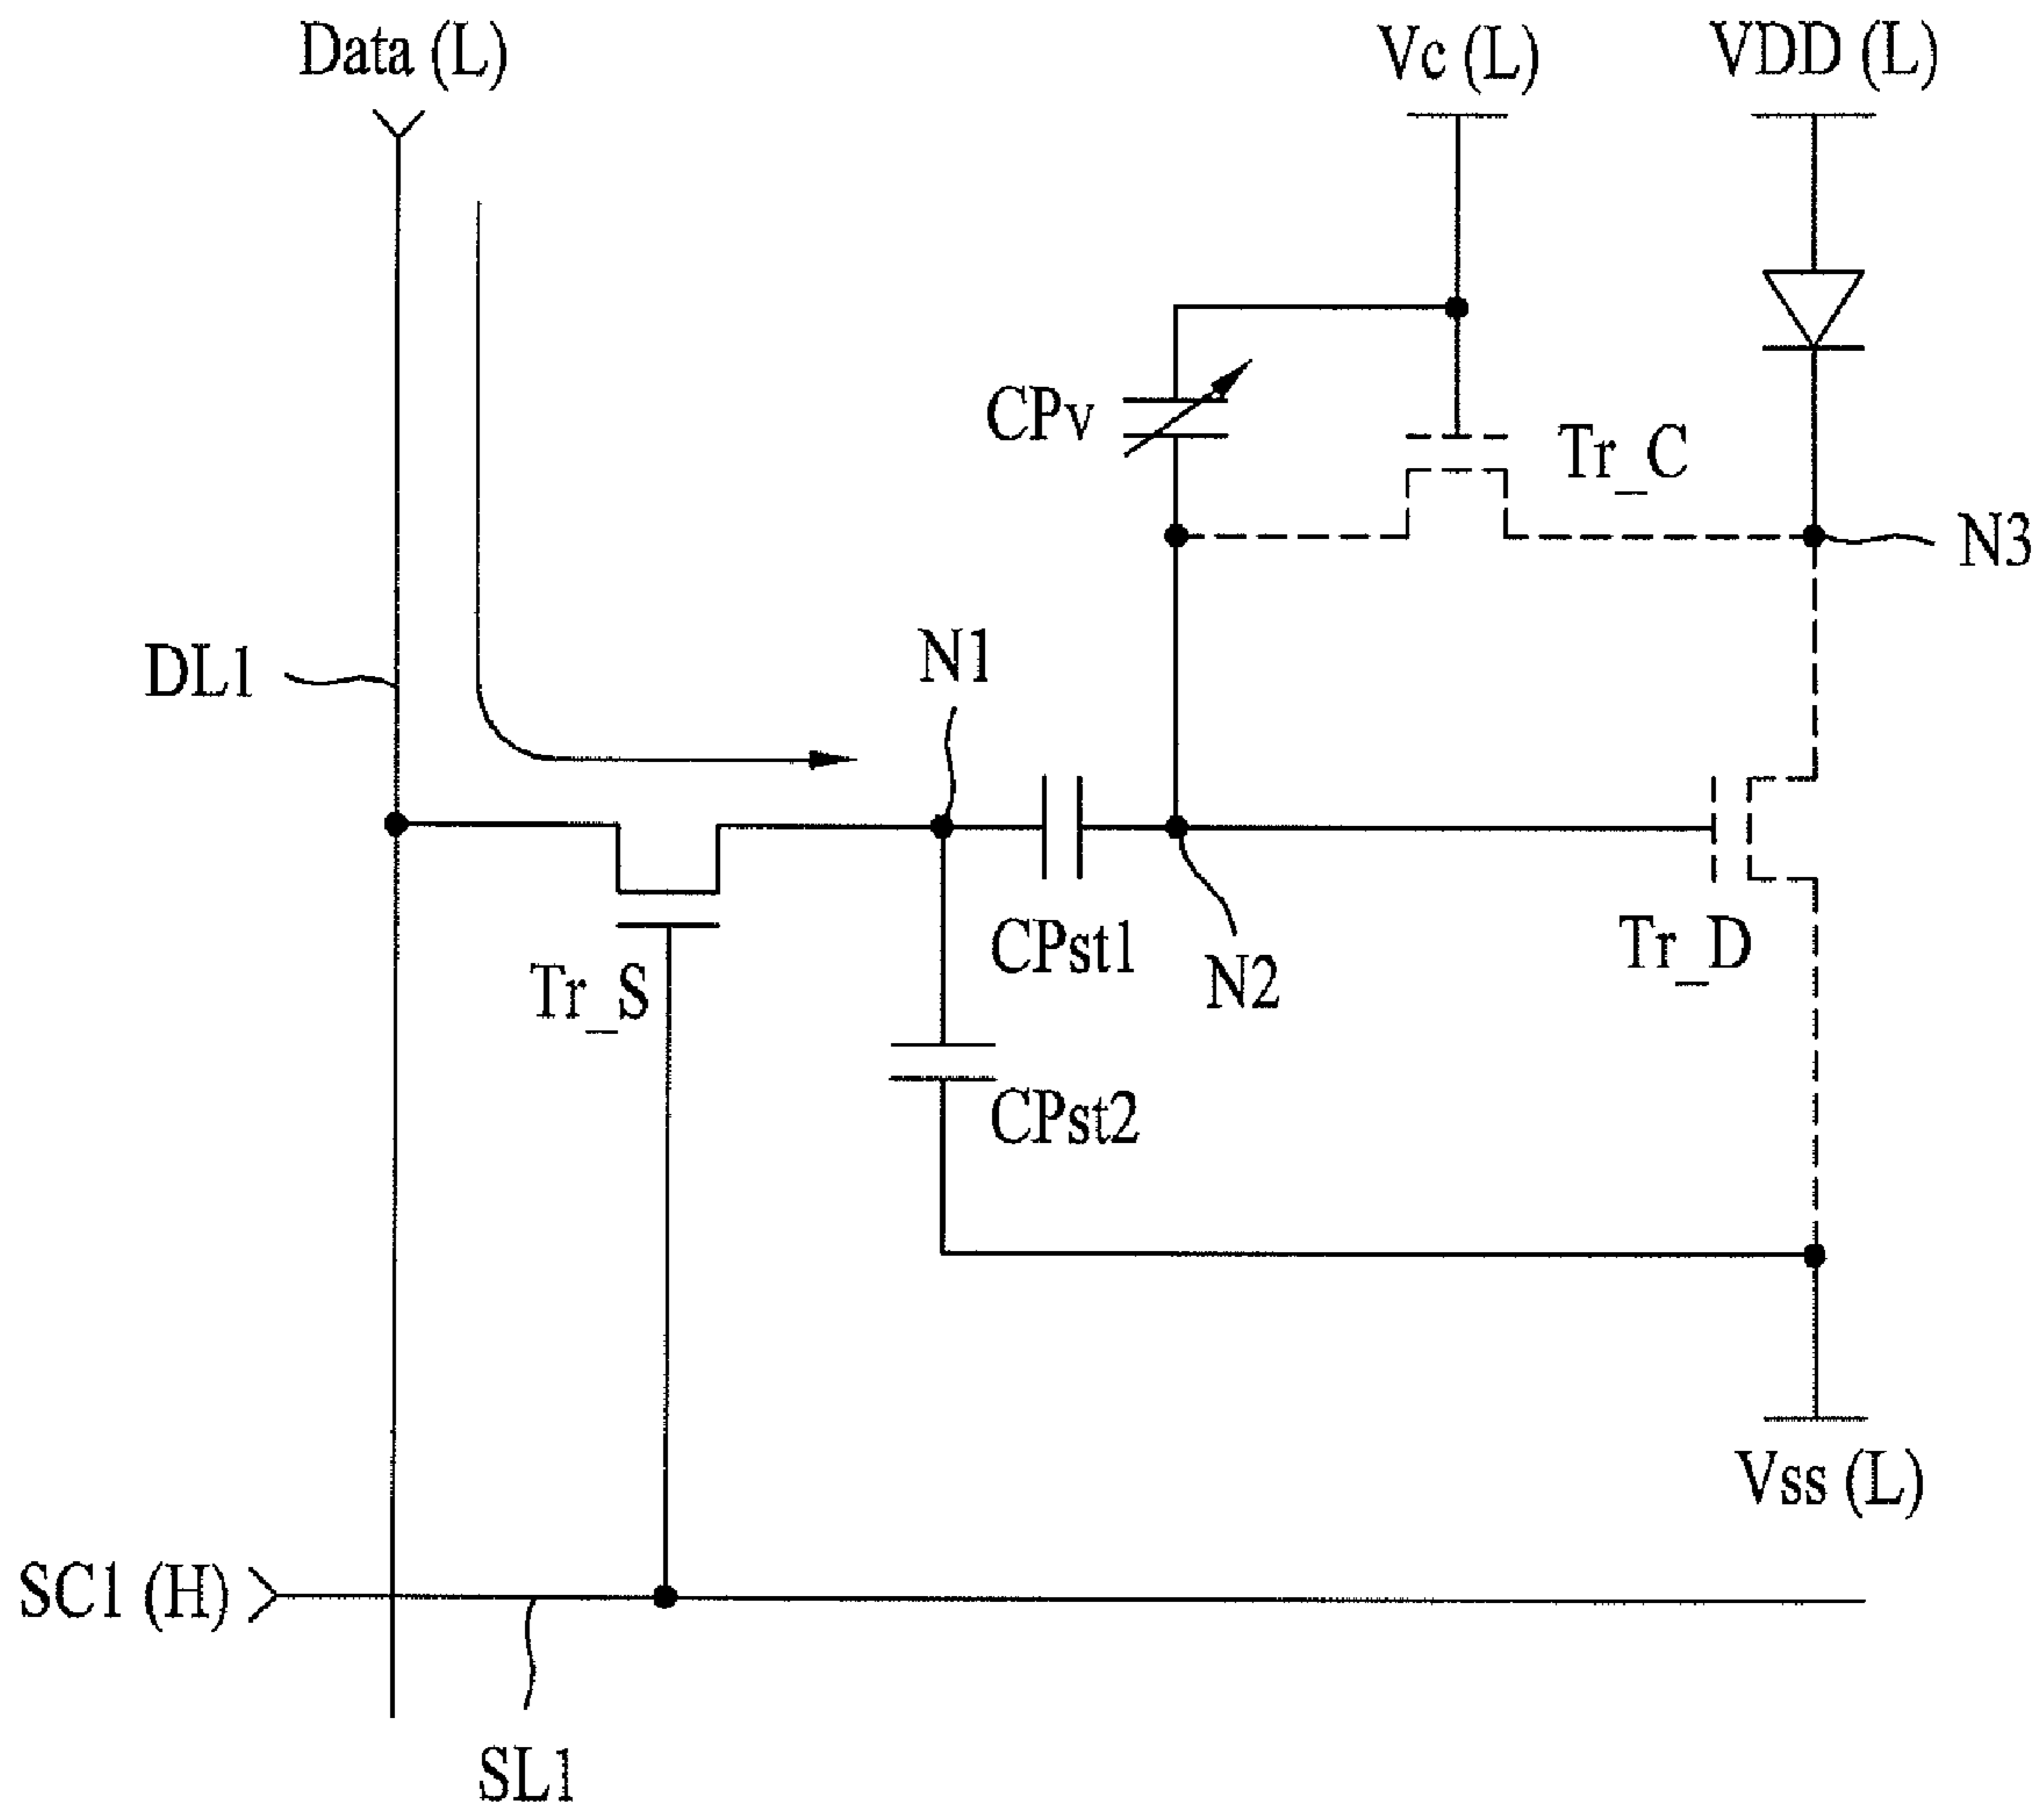 Data (L)
Vc (L)
VDD (L)
CPv
Tr_C
N3
N1
DL1
CPst1
N2
Tr_D
Tr_S
CPst2
Vss (L)
SC1 (H)
SL1